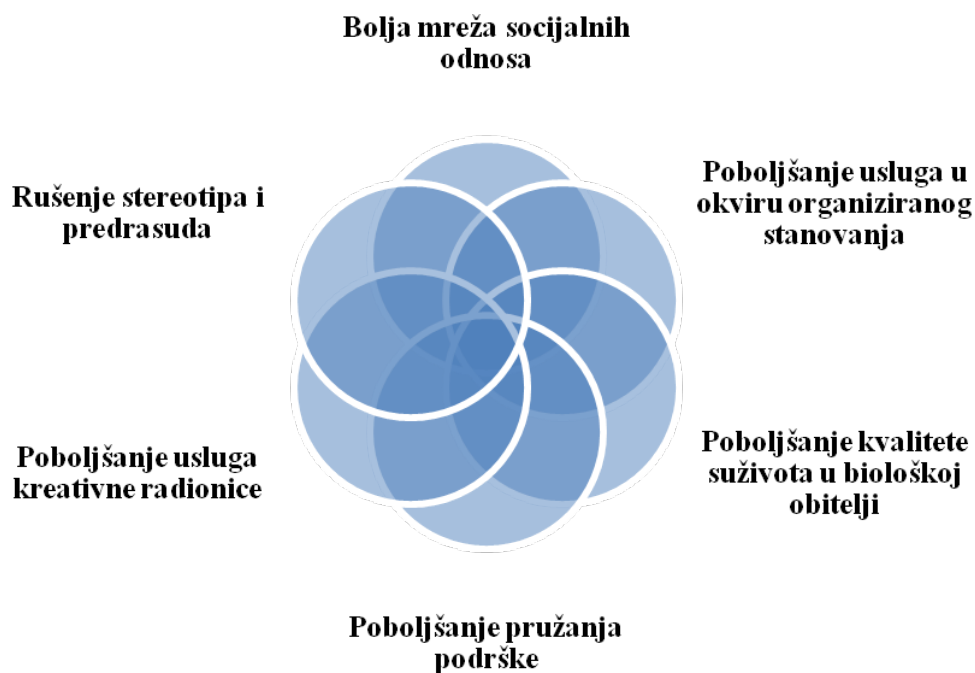 Bolja mreža socijalnih
odnosa
Poboljšanje usluga u
okviru organiziranog
stanovanja
Poboljšanje kvalitete
suživota u biološkoj
obitelji
Poboljšanje pružanja
podrške
Poboljšanje usluga
kreativne radionice
Rušenje stereotipa i
predrasuda